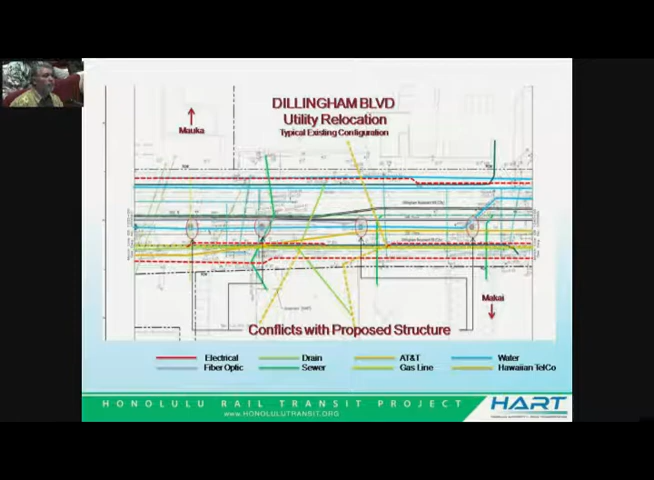 DILLINGHAM BLVD
Utility Relocation
Typical Existing Configuration
Mauka
Makai
Conflicts with Proposed Structure
Electrical
Drain
AT&T
Water
Fiber Optic
Sewer
Gas Line
Hawaiian TelCo
HONOLULU RAIL TRANSIT PROJECT
www.HONOLULUTRANSIT.ORG
HART